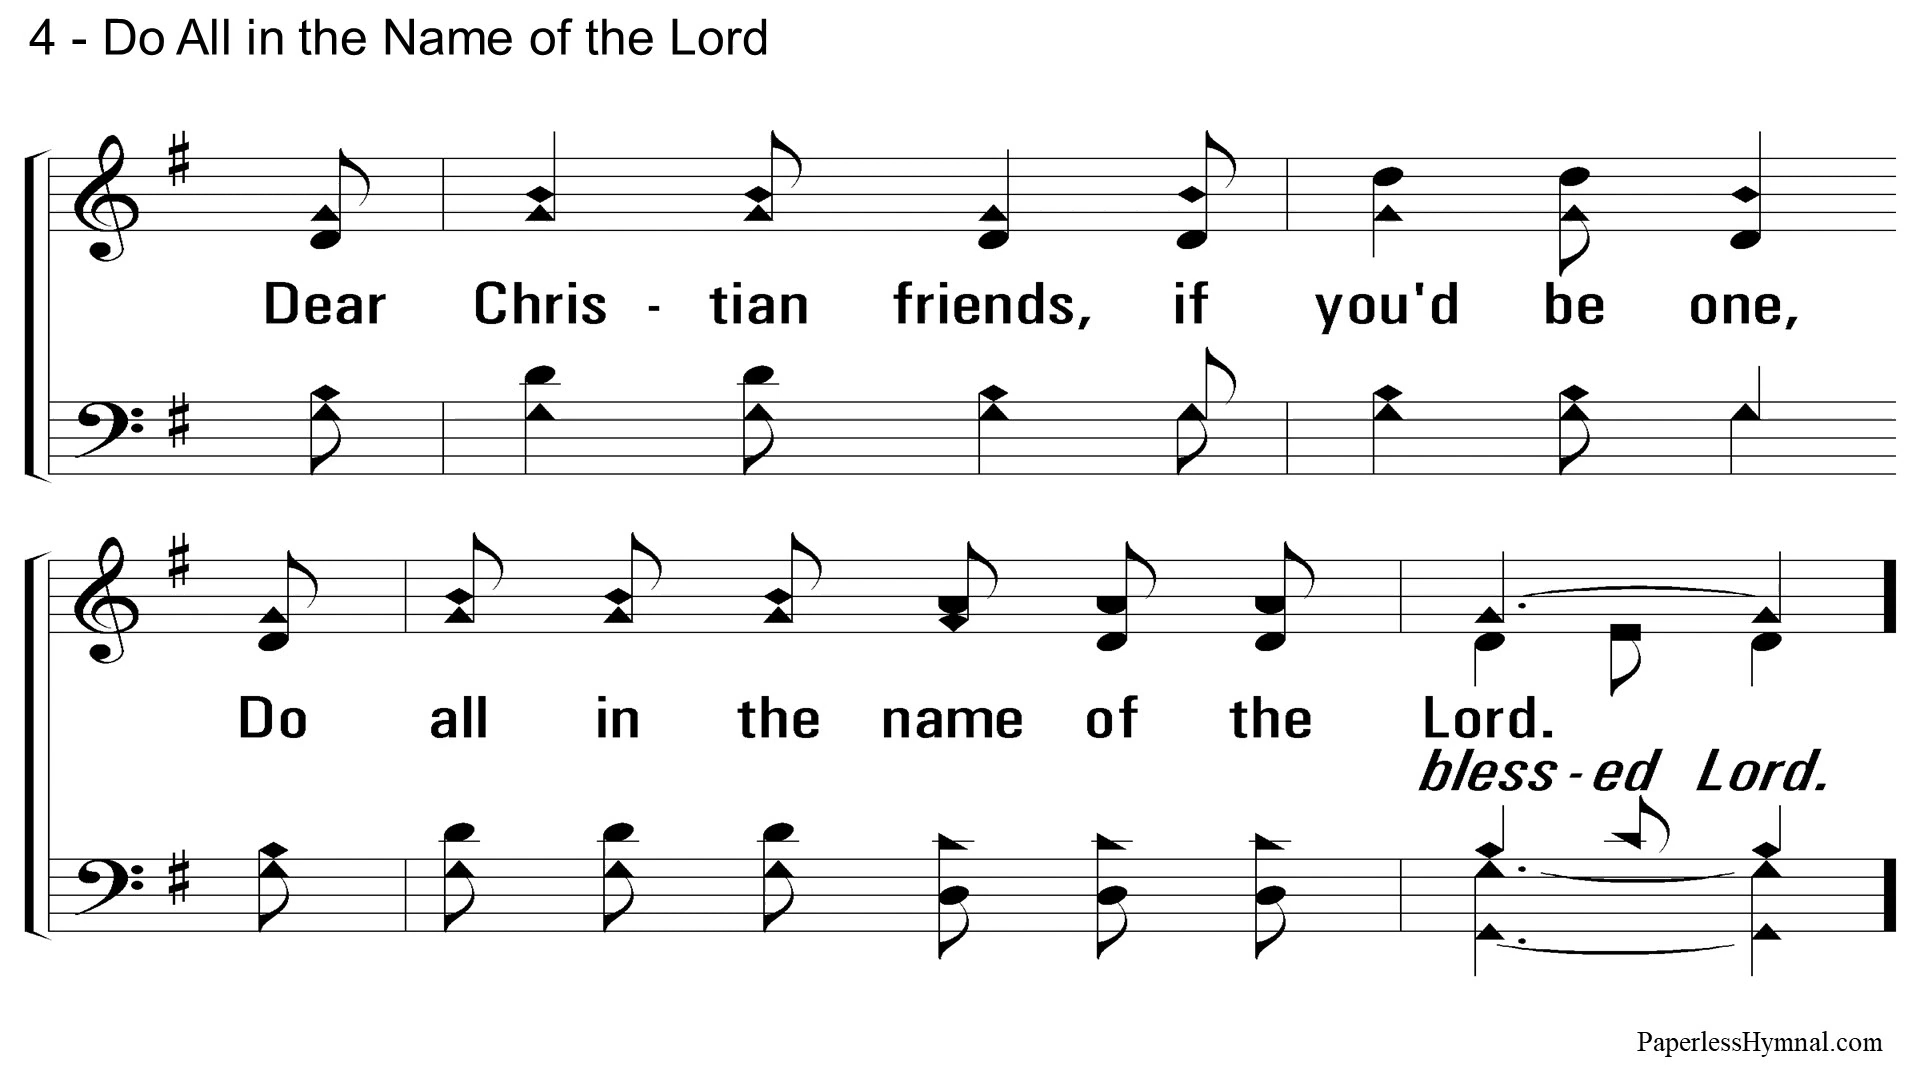 4 - Do All in the Name of the Lord
Dear Chris - tian friends, if you'd be one,
Do all in the name of the Lord.
bless - ed Lord.
PaperlessHymnal.com